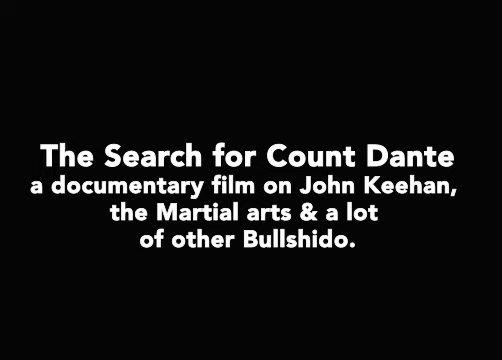 The Search for Count Dante
a documentary film on John Keehan,
the Martial arts & a lot
of other Bullshido.